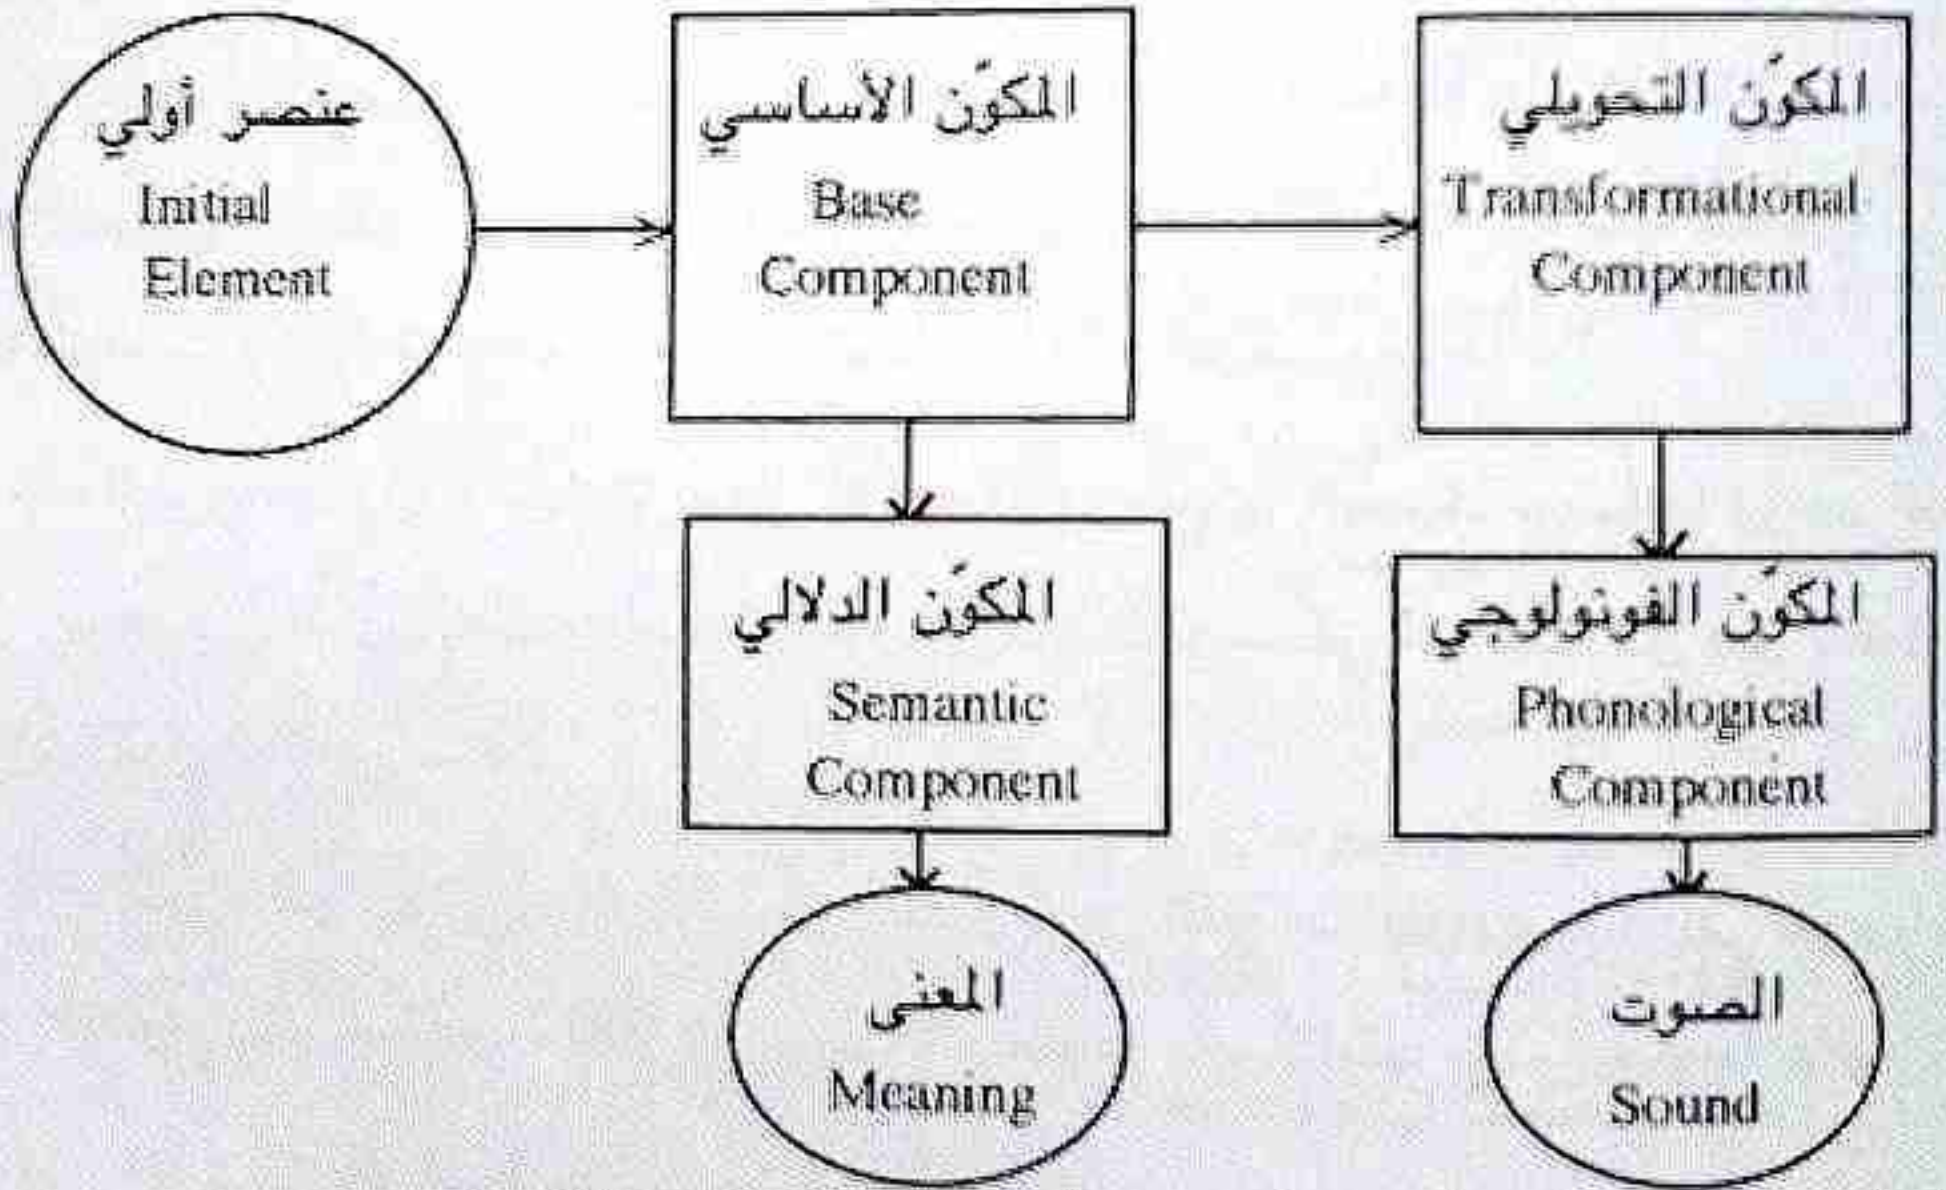 عنصر أولي
Initial
Element
المكوّن الأساسي
Base
Component
المكوّن التحويلي
Transformational
Component
المكوّن الدلالي
Semantic
Component
المكوّن الفونولوجي
Phonological
Component
المعنى
Meaning
الصوت
Sound